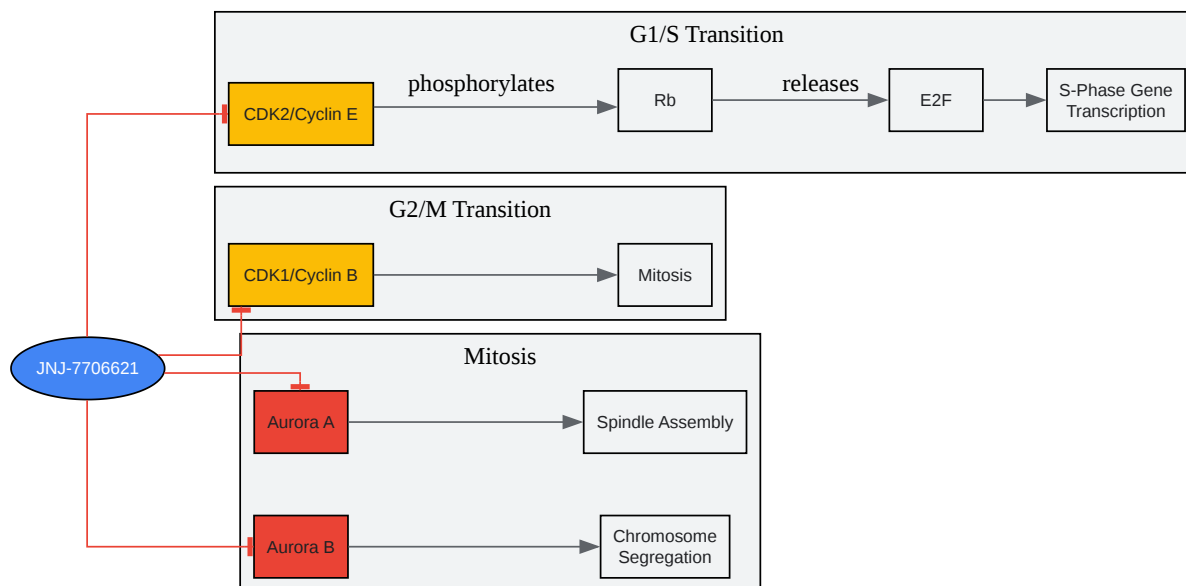 G1/S Transition
phosphorylates
releases
CDK2/Cyclin E
Rb
E2F
S-Phase Gene
Transcription
G2/M Transition
CDK1/Cyclin B
Mitosis
JNJ-7706621
Mitosis
Aurora A
Spindle Assembly
Aurora B
Chromosome
Segregation